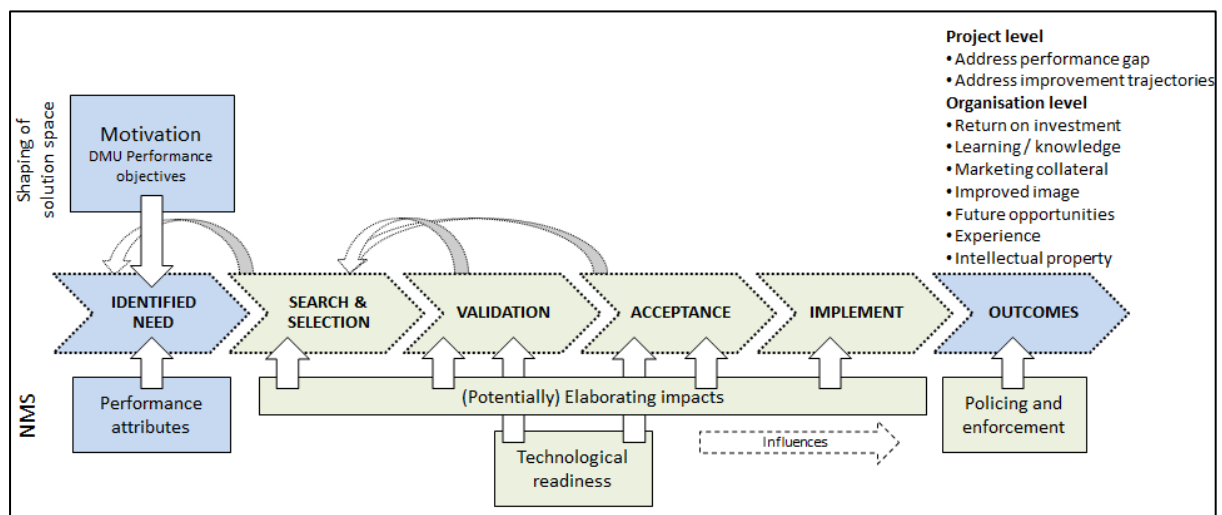 Project level
• Address performance gap
• Address improvement trajectories
Organisation level
• Return on investment
• Learning / knowledge
• Marketing collateral
• Improved image
• Future opportunities
• Experience
• Intellectual property
Shaping of
solution space
Motivation
DMU Performance
objectives
IDENTIFIED
NEED
SEARCH &
SELECTION
VALIDATION
ACCEPTANCE
IMPLEMENT
OUTCOMES
NMS
Performance
attributes
(Potentially) Elaborating impacts
Policing and
enforcement
Influences
Technological
readiness